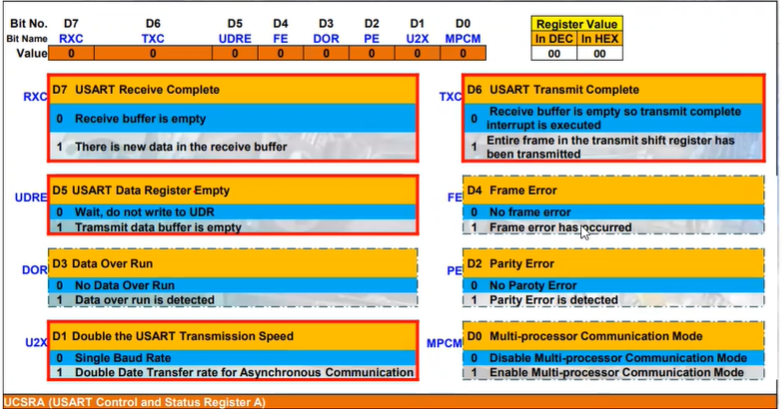 Bit No. D7 D6 D5 D4 D3 D2 D1 D0
Bit Name RXC TXC UDRE FE DOR PE U2X MPCM
Value 0 0 0 0 0 0 0 0
Register Value
In DEC In HEX
00 00
RXC
D7 USART Receive Complete
0 Receive buffer is empty
1 There is new data in the receive buffer
TXC
D6 USART Transmit Complete
0 Receive buffer is empty so transmit complete
interrupt is executed
1 Entire frame in the transmit shift register has
been transmitted
UDRE
D5 USART Data Register Empty
0 Wait, do not write to UDR
1 Transmit data buffer is empty
FE
D4 Frame Error
0 No frame error
1 Frame error has occurred
DOR
D3 Data Over Run
0 No Data Over Run
1 Data over run is detected
PE
D2 Parity Error
0 No Paroty Error
1 Parity Error is detected
U2X
D1 Double the USART Transmission Speed
0 Single Baud Rate
1 Double Date Transfer rate for Asynchronous Communication
MPCM
D0 Multi-processor Communication Mode
0 Disable Multi-processor Communication Mode
1 Enable Multi-processor Communication Mode
UCSRA (USART Control and Status Register A)